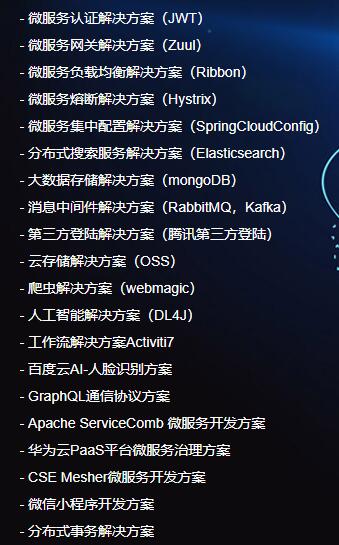 - 微服务认证解决方案（JWT）
- 微服务网关解决方案（Zuul）
- 微服务负载均衡解决方案（Ribbon）
- 微服务熔断解决方案（Hystrix）
- 微服务集中配置解决方案（SpringCloudConfig）
- 分布式搜索服务解决方案（Elasticsearch）
- 大数据存储解决方案（mongoDB）
- 消息中间件解决方案（RabbitMQ，Kafka）
- 第三方登陆解决方案（腾讯第三方登陆）
- 云存储解决方案（OSS）
- 爬虫解决方案（webmagic）
- 人工智能解决方案（DL4J）
- 工作流解决方案Activiti7
- 百度云AI-人脸识别方案
- GraphQL通信协议方案
- Apache ServiceComb 微服务开发方案
- 华为云PaaS平台微服务治理方案
- CSE Mesher微服务开发方案
- 微信小程序开发方案
- 分布式事务解决方案